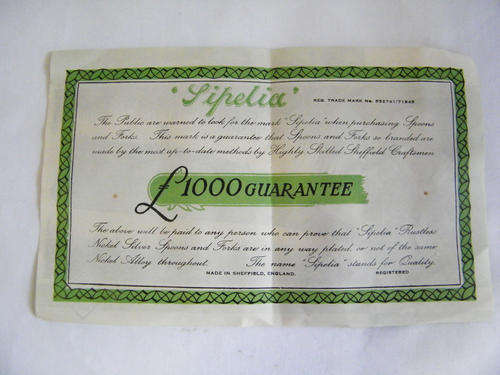 'Sipelia' REG. TRADE MARK No. 552761/71845
The Public are warned to look for the mark 'Sipelia' when purchasing Spoons
and Forks. This mark is a guarantee that Spoons and Forks so branded are
made by the most up-to-date methods by Highly Skilled Sheffield Craftsmen
£1000 GUARANTEE
The above will be paid to any person who can prove that 'Sipelia' Rustless
Nickel Silver Spoons and Forks are in any way plated, or not of the same
Nickel Alloy throughout. The name "Sipelia" stands for Quality.
MADE IN SHEFFIELD, ENGLAND. REGISTERED